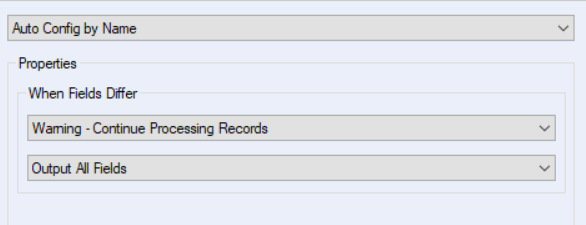 Auto Config by Name
Properties
When Fields Differ
Warning - Continue Processing Records
Output All Fields